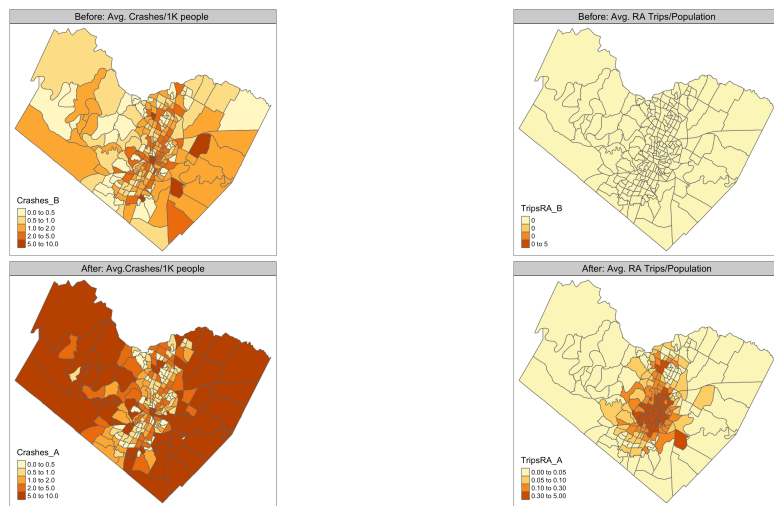 Before: Avg. Crashes/1K people
Crashes_B
0.0 to 0.5
0.5 to 1.0
1.0 to 2.0
2.0 to 5.0
5.0 to 10.0
Before: Avg. RA Trips/Population
TripsRA_B
0
0
0
0 to 5
After: Avg.Crashes/1K people
Crashes_A
0.0 to 0.5
0.5 to 1.0
1.0 to 2.0
2.0 to 5.0
5.0 to 10.0
After: Avg. RA Trips/Population
TripsRA_A
0.00 to 0.05
0.05 to 0.10
0.10 to 0.30
0.30 to 5.00